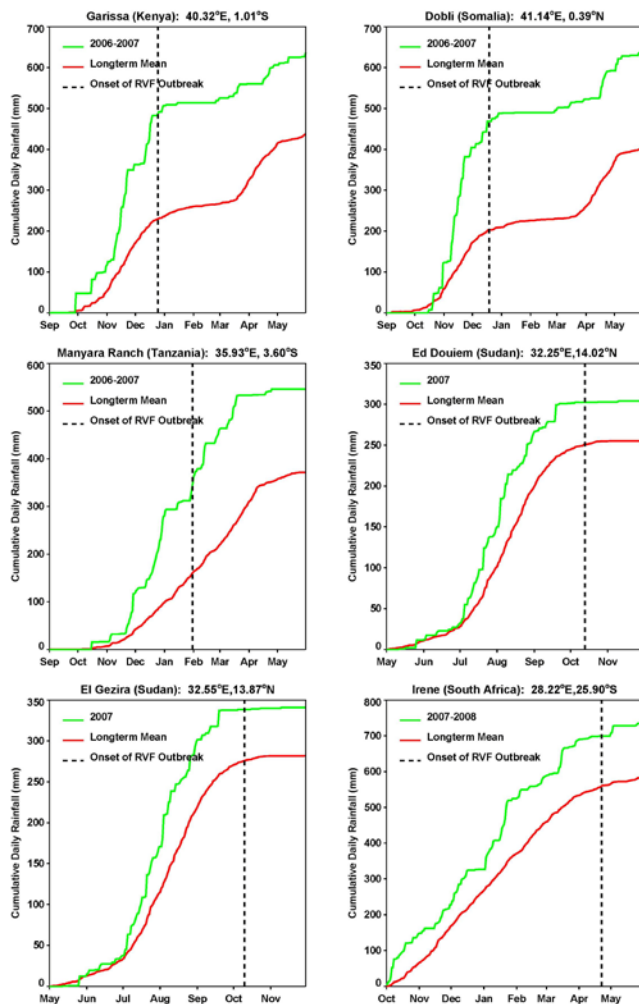 Garissa (Kenya): 40.32°E, 1.01°S
Cumulative Daily Rainfall (mm)
700
600
500
400
300
200
100
0
2006-2007
Longterm Mean
Onset of RVF Outbreak
Sep Oct Nov Dec Jan Feb Mar Apr May
Dobli (Somalia): 41.14°E, 0.39°N
Cumulative Daily Rainfall (mm)
700
600
500
400
300
200
100
0
2006-2007
Longterm Mean
Onset of RVF Outbreak
Sep Oct Nov Dec Jan Feb Mar Apr May
Manyara Ranch (Tanzania): 35.93°E, 3.60°S
Cumulative Daily Rainfall (mm)
600
500
400
300
200
100
0
2006-2007
Longterm Mean
Onset of RVF Outbreak
Sep Oct Nov Dec Jan Feb Mar Apr May
Ed Douiem (Sudan): 32.25°E,14.02°N
Cumulative Daily Rainfall (mm)
350
300
250
200
150
100
50
0
2007
Longterm Mean
Onset of RVF Outbreak
May Jun Jul Aug Sep Oct Nov
El Gezira (Sudan): 32.55°E,13.87°N
Cumulative Daily Rainfall (mm)
350
300
250
200
150
100
50
0
2007
Longterm Mean
Onset of RVF Outbreak
May Jun Jul Aug Sep Oct Nov
Irene (South Africa): 28.22°E,25.90°S
Cumulative Daily Rainfall (mm)
800
700
600
500
400
300
200
100
0
2007-2008
Longterm Mean
Onset of RVF Outbreak
Oct Nov Dec Jan Feb Mar Apr May